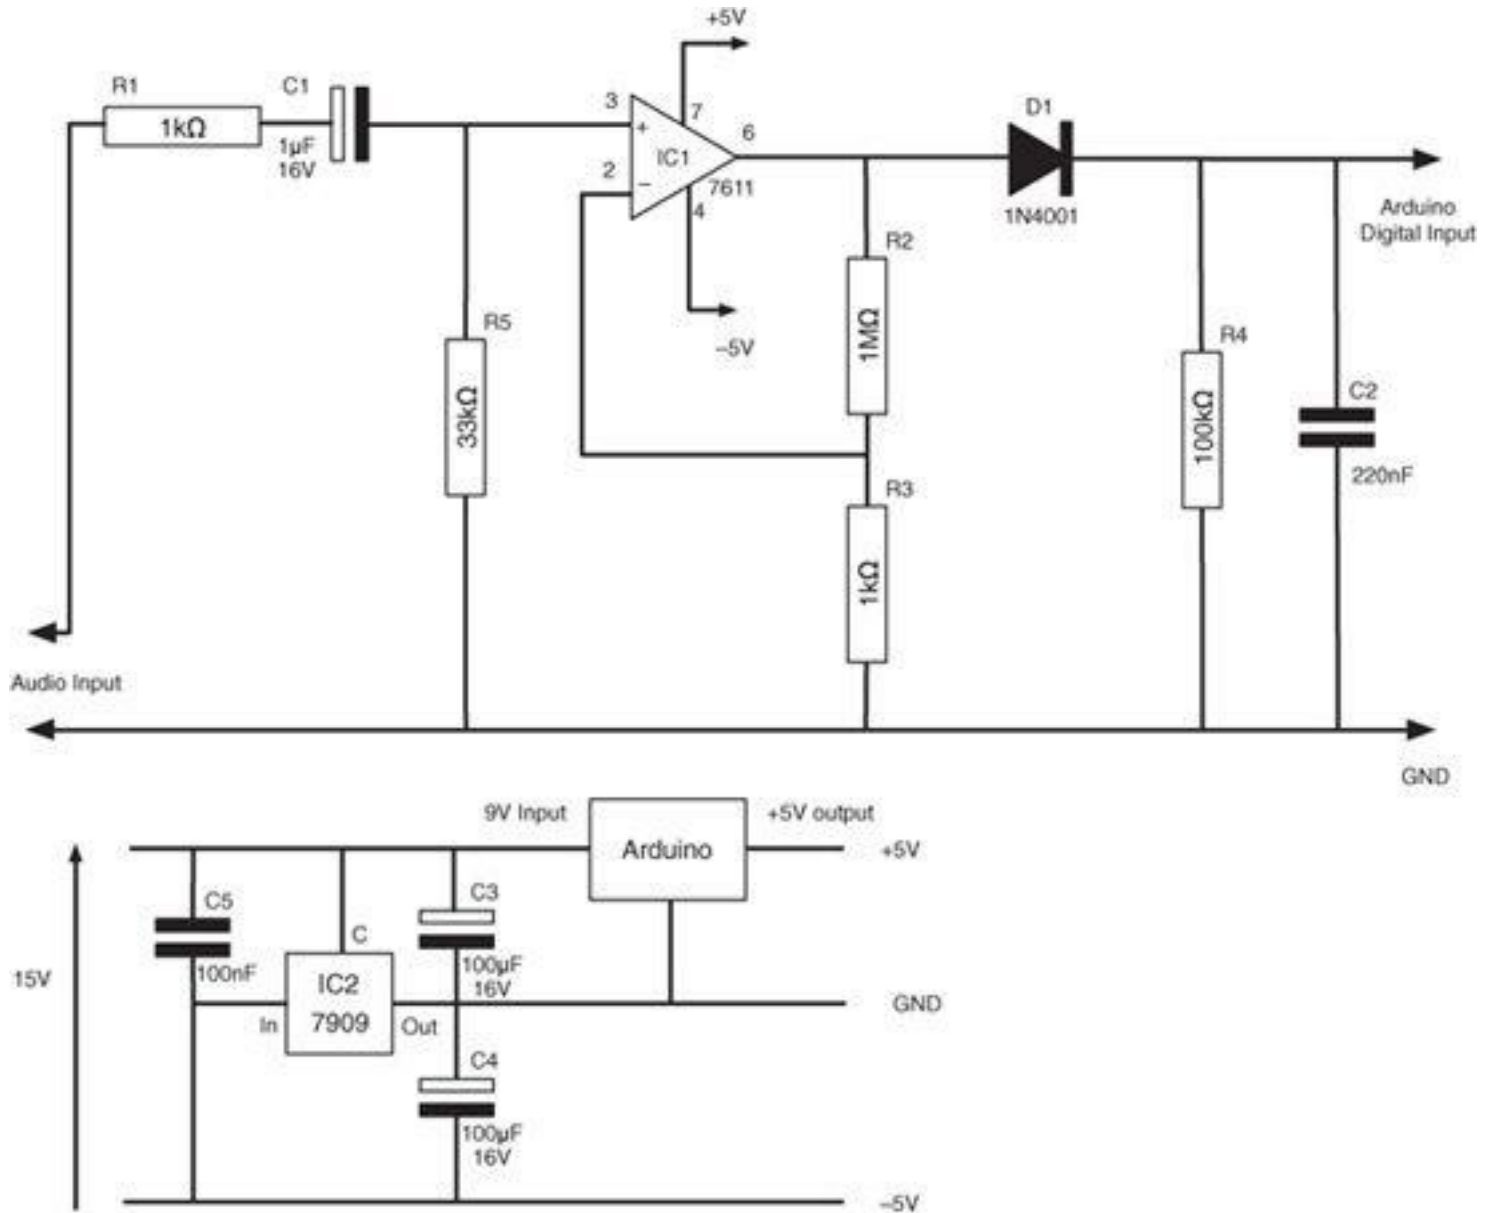 +5V
R1
1kΩ
C1
1µF
16V
3
+
2
–
IC1
7611
7
4
6
–5V
D1
1N4001
Arduino
Digital Input
R5
33kΩ
R2
1MΩ
R3
1kΩ
R4
100kΩ
C2
220nF
Audio Input
GND
9V Input
Arduino
+5V output
+5V
15V
C5
100nF
C
IC2
7909
In
Out
C3
100µF
16V
GND
C4
100µF
16V
–5V